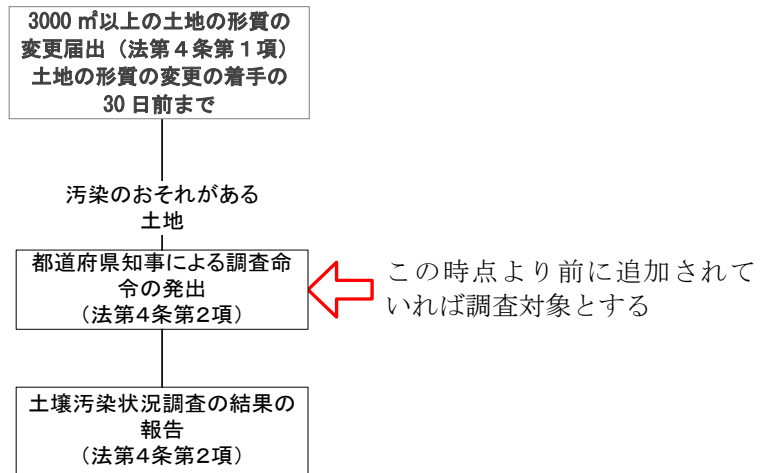 3000 ㎡以上の土地の形質の
変更届出（法第４条第１項）
土地の形質の変更の着手の
30 日前まで
汚染のおそれがある
土地
都道府県知事による調査命
令の発出
（法第４条第２項）
この時点より前に追加されて
いれば調査対象とする
土壌汚染状況調査の結果の
報告
（法第４条第２項）